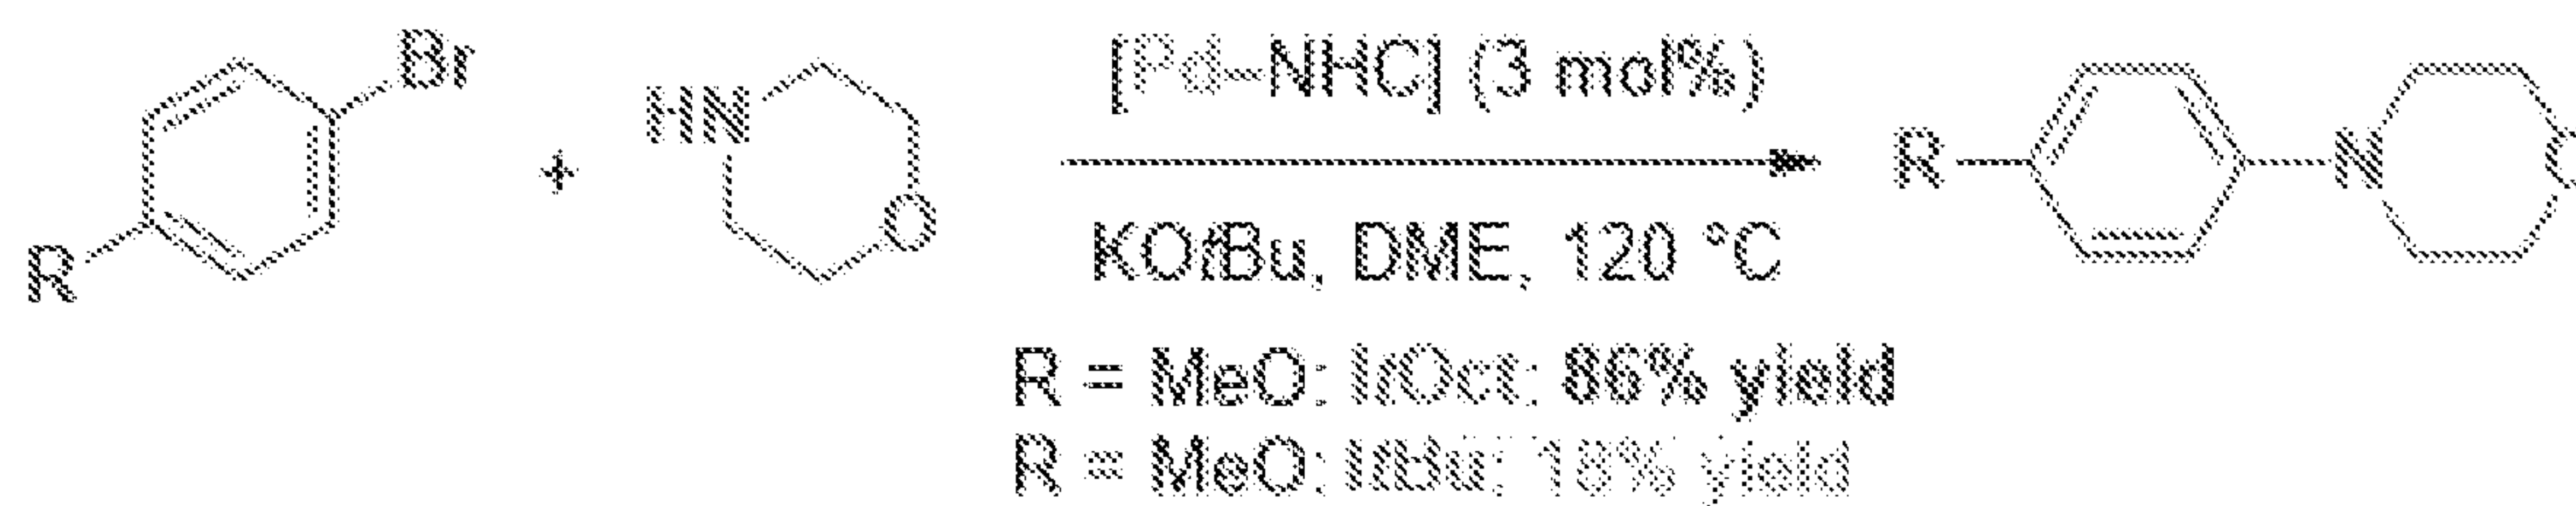 Br
[Pd–NHC] (3 mol%)
HN
+
R
N
O
O
R
KOtBu, DME, 120 °C
R = MeO: ItOct: 86% yield
R = MeO: ItBu: 18% yield